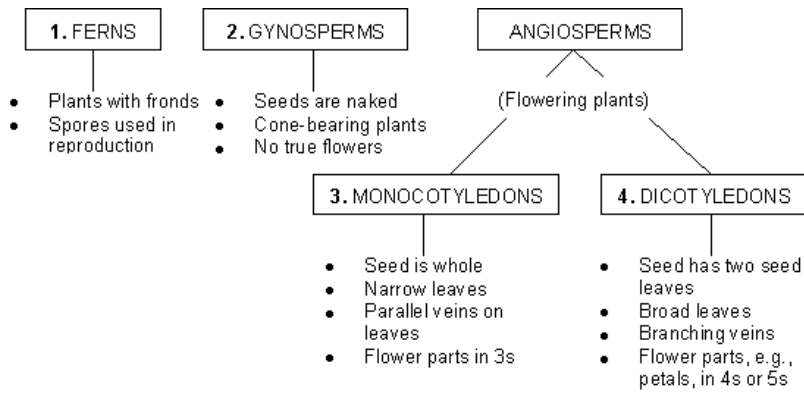 1. FERNS
Plants with fronds
Spores used in
reproduction
2. GYNOSPERMS
Seeds are naked
Cone-bearing plants
No true flowers
ANGIOSPERMS
(Flowering plants)
3. MONOCOTYLEDONS
Seed is whole
Narrow leaves
Parallel veins on
leaves
Flower parts in 3s
4. DICOTYLEDONS
Seed has two seed
leaves
Broad leaves
Branching veins
Flower parts, e.g.,
petals, in 4s or 5s